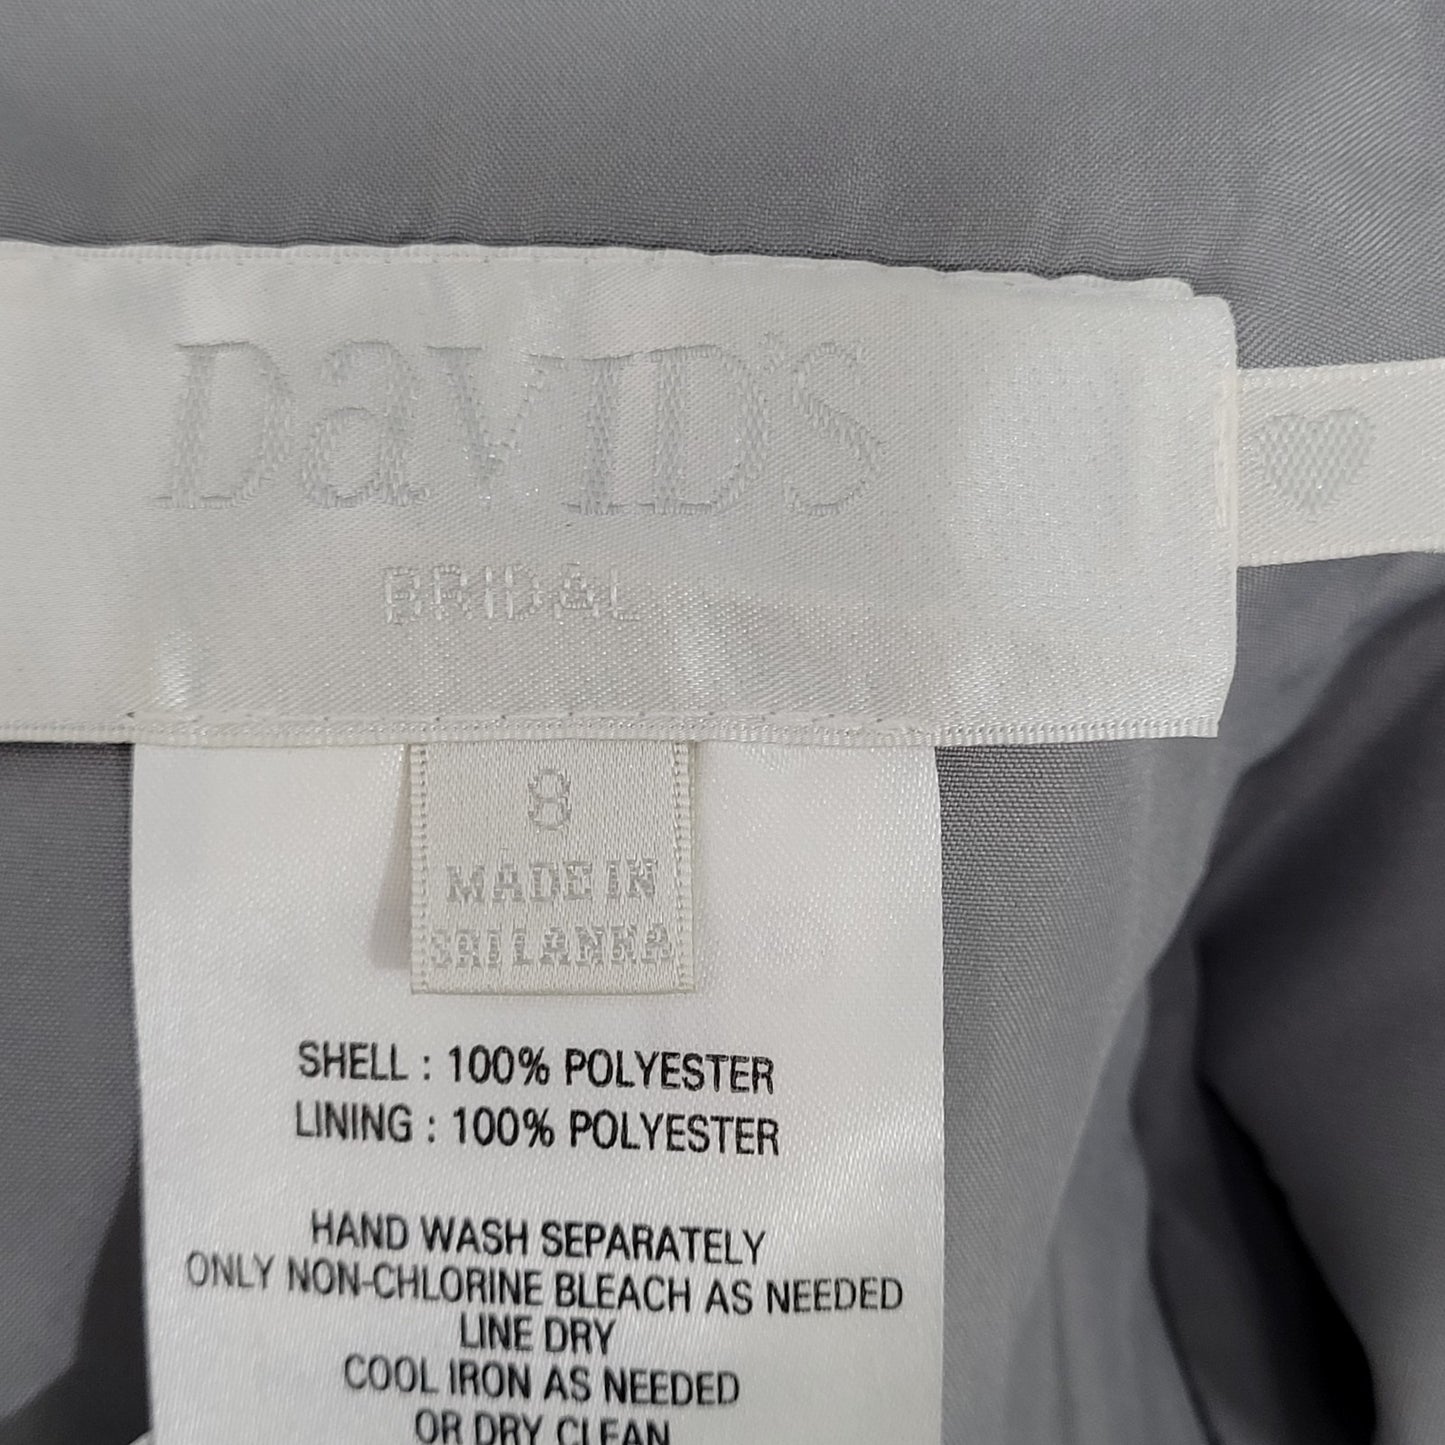 DaVID'S
BRIDAL
8
MADE IN
SRI LANKA
SHELL : 100% POLYESTER
LINING : 100% POLYESTER
HAND WASH SEPARATELY
ONLY NON-CHLORINE BLEACH AS NEEDED
LINE DRY
COOL IRON AS NEEDED
OR DRY CLEAN